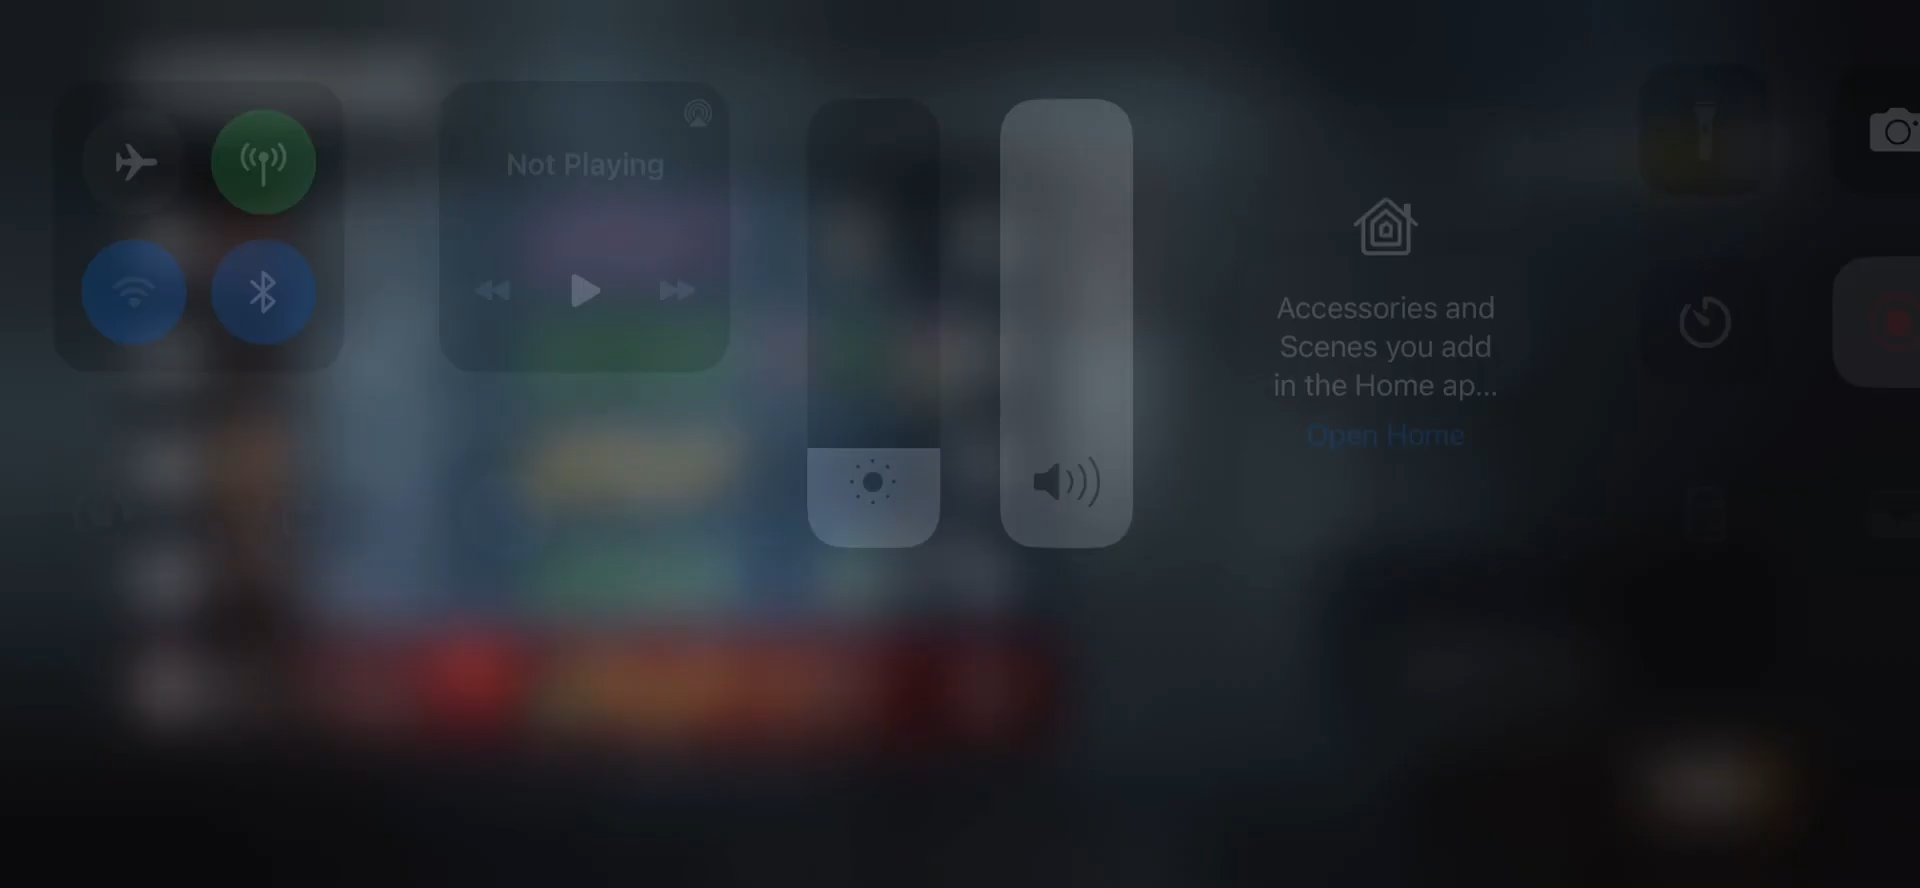 Not Playing
Accessories and
Scenes you add
in the Home ap...
Open Home